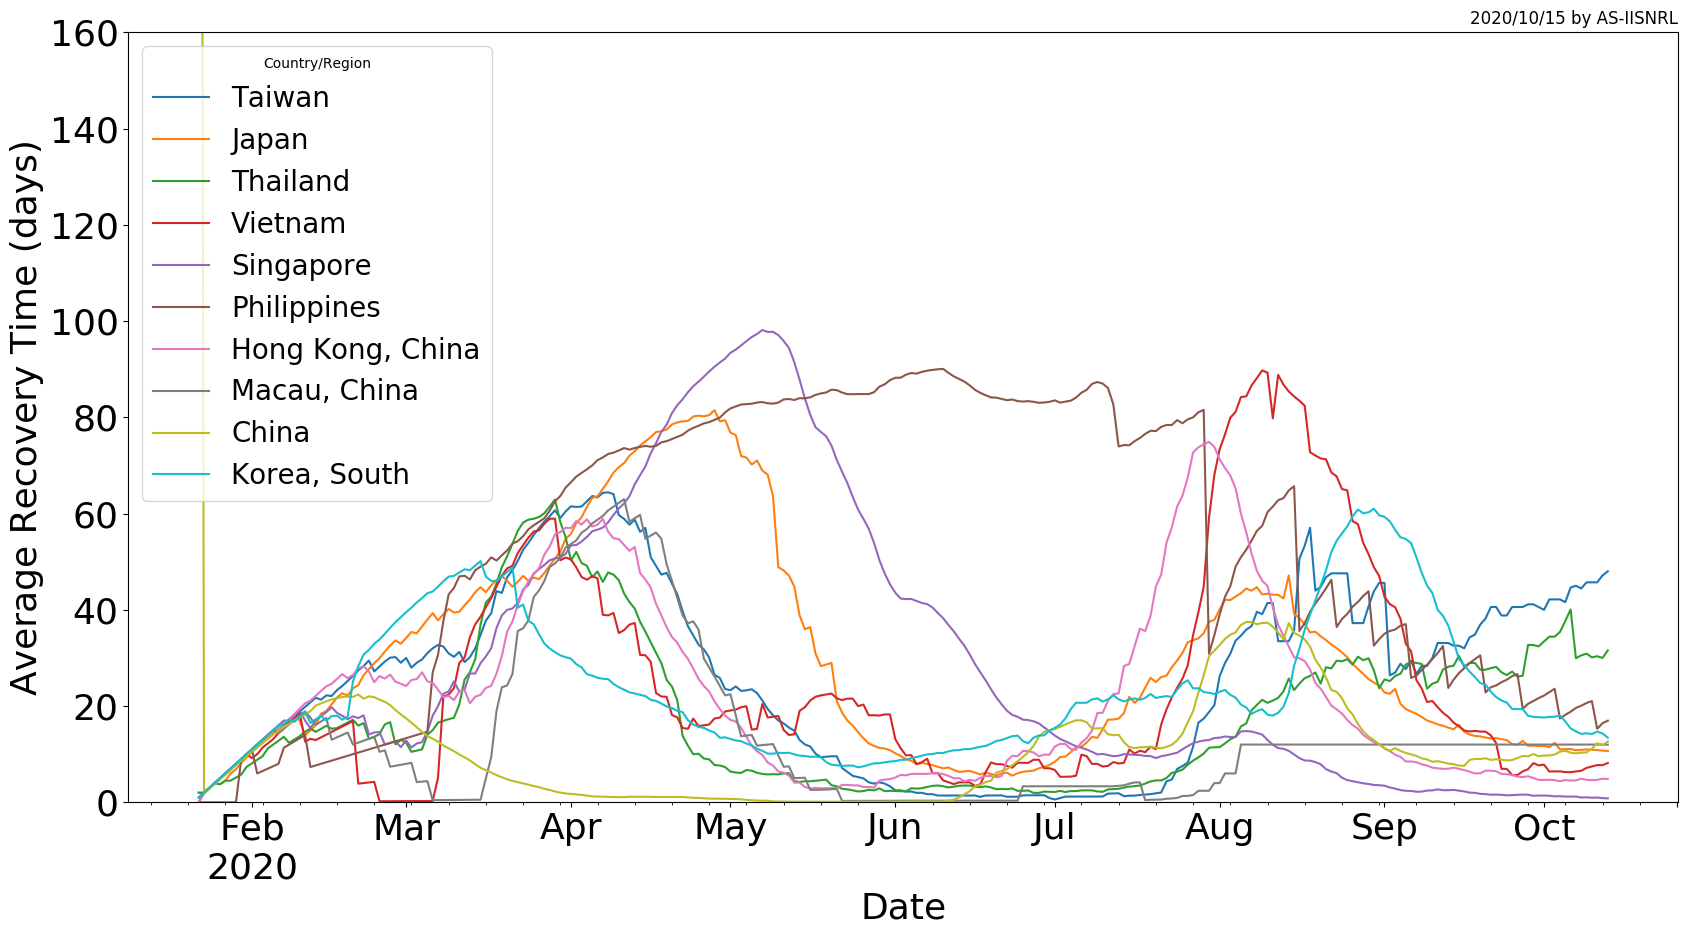 2020/10/15 by AS-IISNRL
160
140
120
100
80
60
40
20
0
Average Recovery Time (days)
Country/Region
Taiwan
Japan
Thailand
Vietnam
Singapore
Philippines
Hong Kong, China
Macau, China
China
Korea, South
Feb Mar Apr May Jun Jul Aug Sep Oct
2020
Date